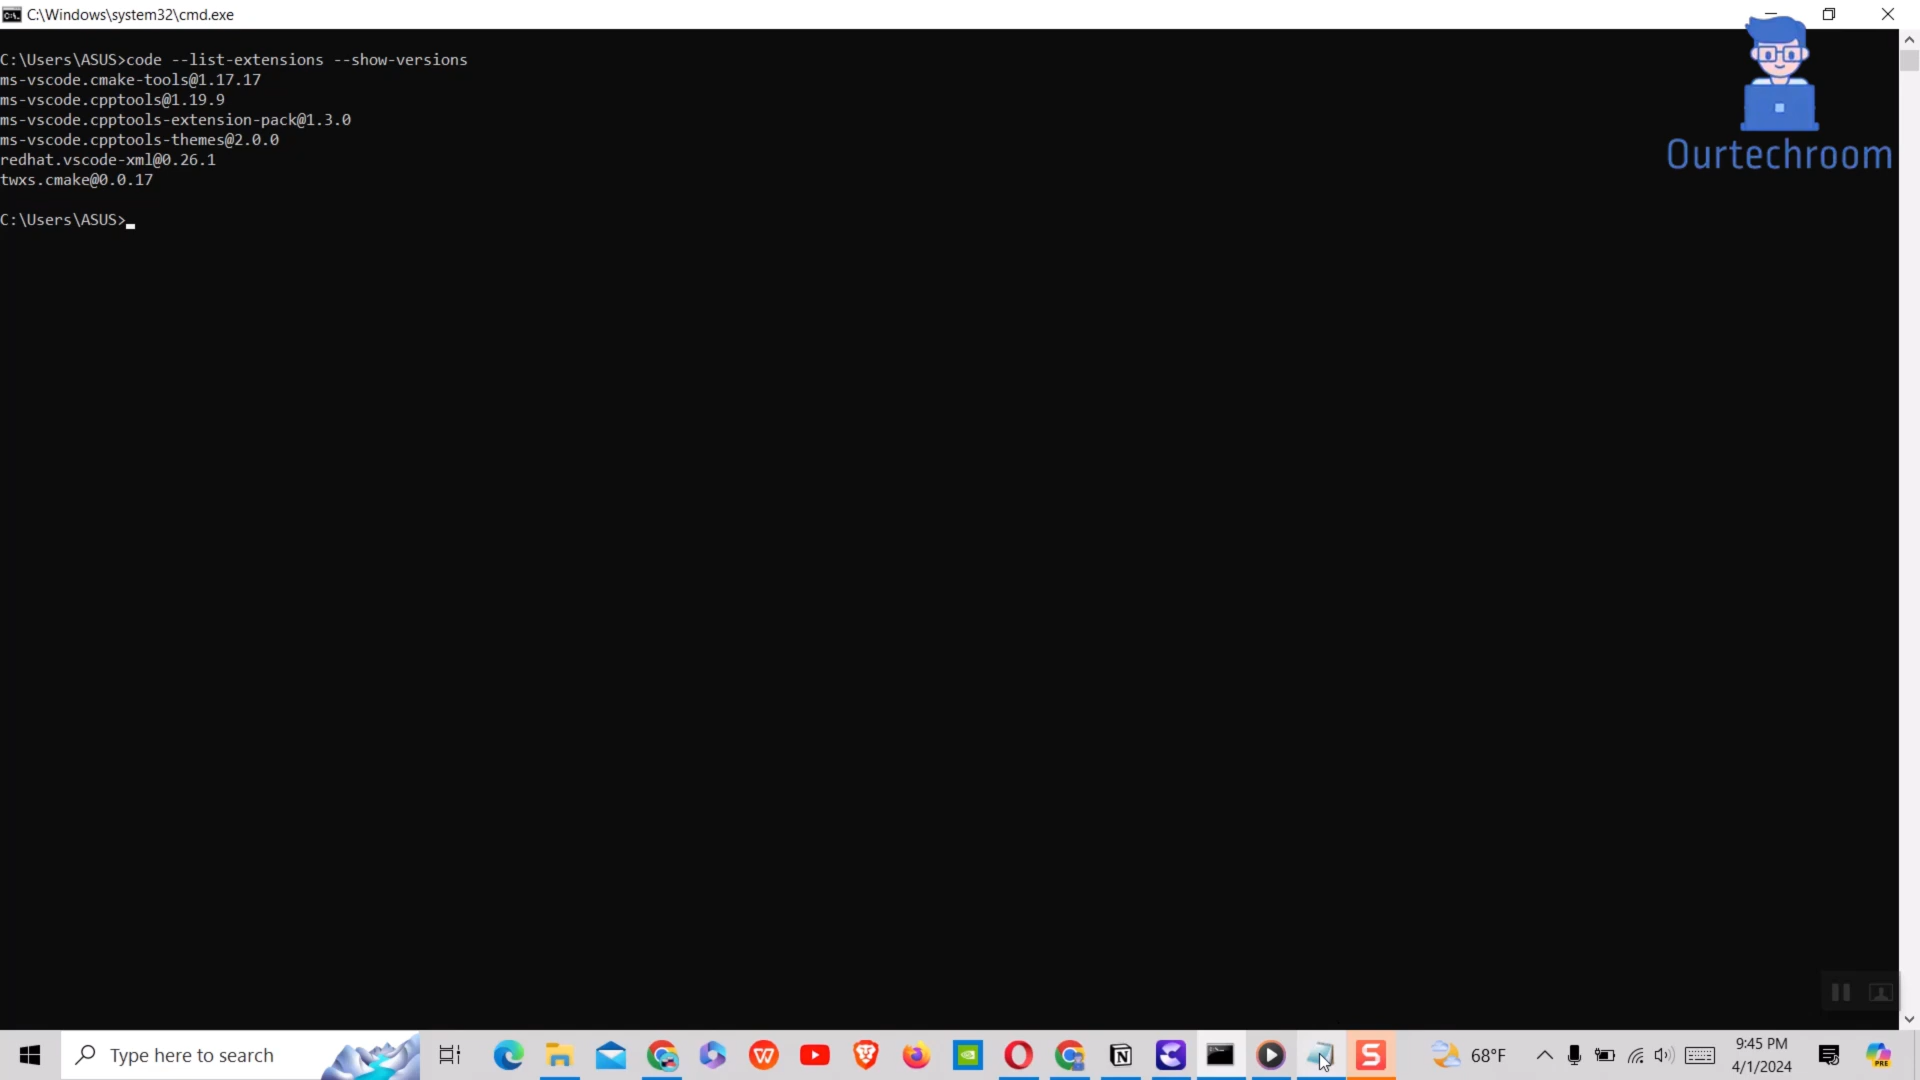 C:\Windows\system32\cmd.exe
C:\Users\ASUS>code --list-extensions --show-versions
ms-vscode.cmake-tools@1.17.17
ms-vscode.cpptools@1.19.9
ms-vscode.cpptools-extension-pack@1.3.0
ms-vscode.cpptools-themes@2.0.0
redhat.vscode-xml@0.26.1
twxs.cmake@0.0.17
C:\Users\ASUS>
Ourtechroom
Type here to search
68°F
9:45 PM
4/1/2024
PRE